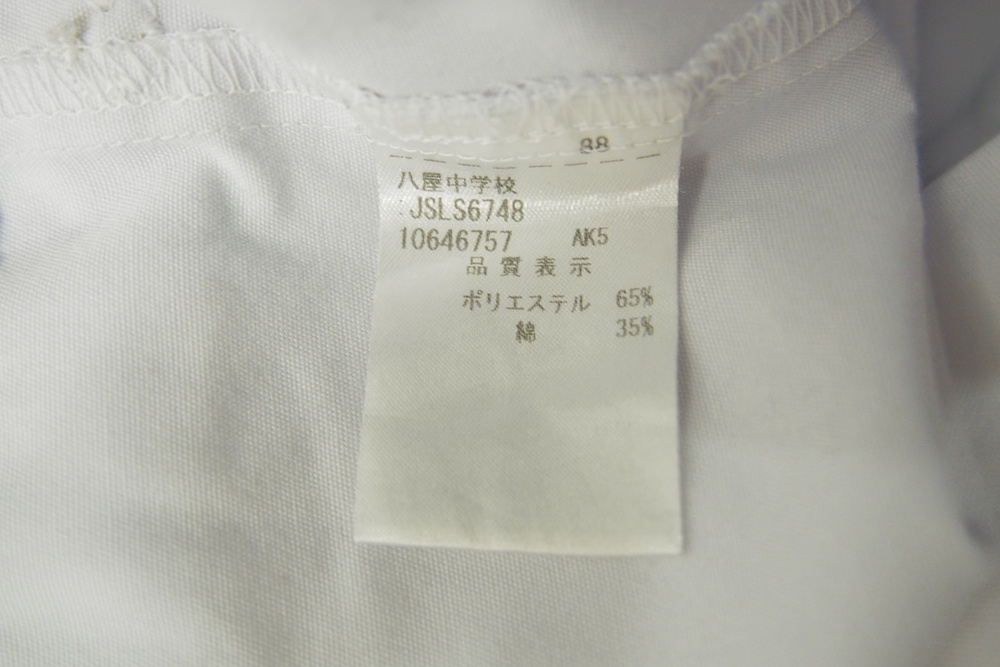 88
八屋中学校
JSLS6748
10646757 AK5
品質表示
ポリエステル 65%
綿 35%